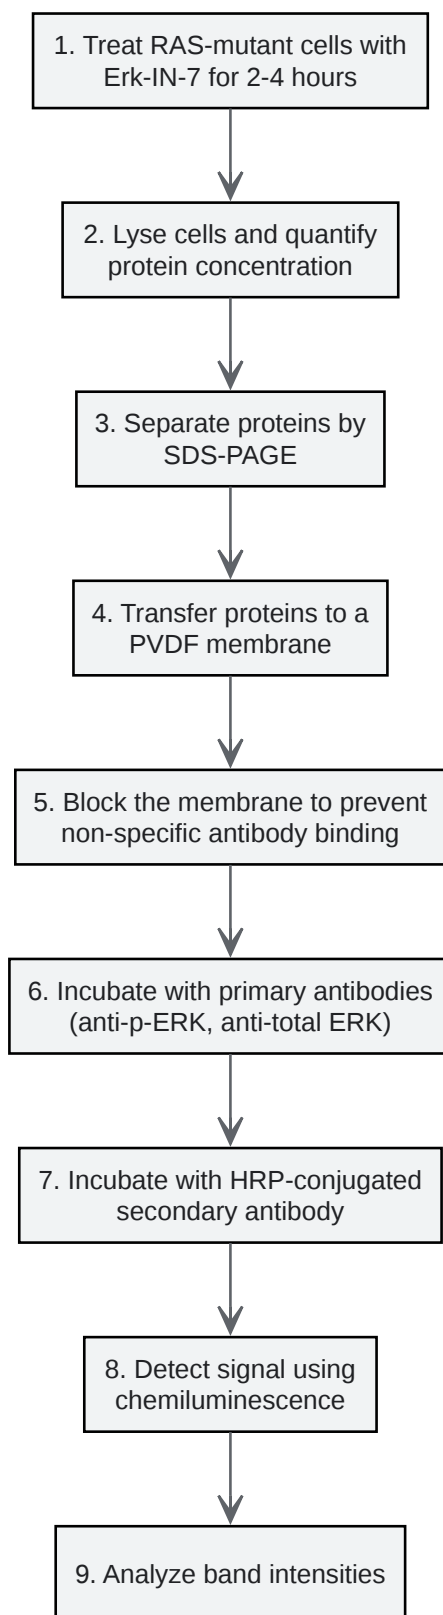 1. Treat RAS-mutant cells with
Erk-IN-7 for 2-4 hours
2. Lyse cells and quantify
protein concentration
3. Separate proteins by
SDS-PAGE
4. Transfer proteins to a
PVDF membrane
5. Block the membrane to prevent
non-specific antibody binding
6. Incubate with primary antibodies
(anti-p-ERK, anti-total ERK)
7. Incubate with HRP-conjugated
secondary antibody
8. Detect signal using
chemiluminescence
9. Analyze band intensities